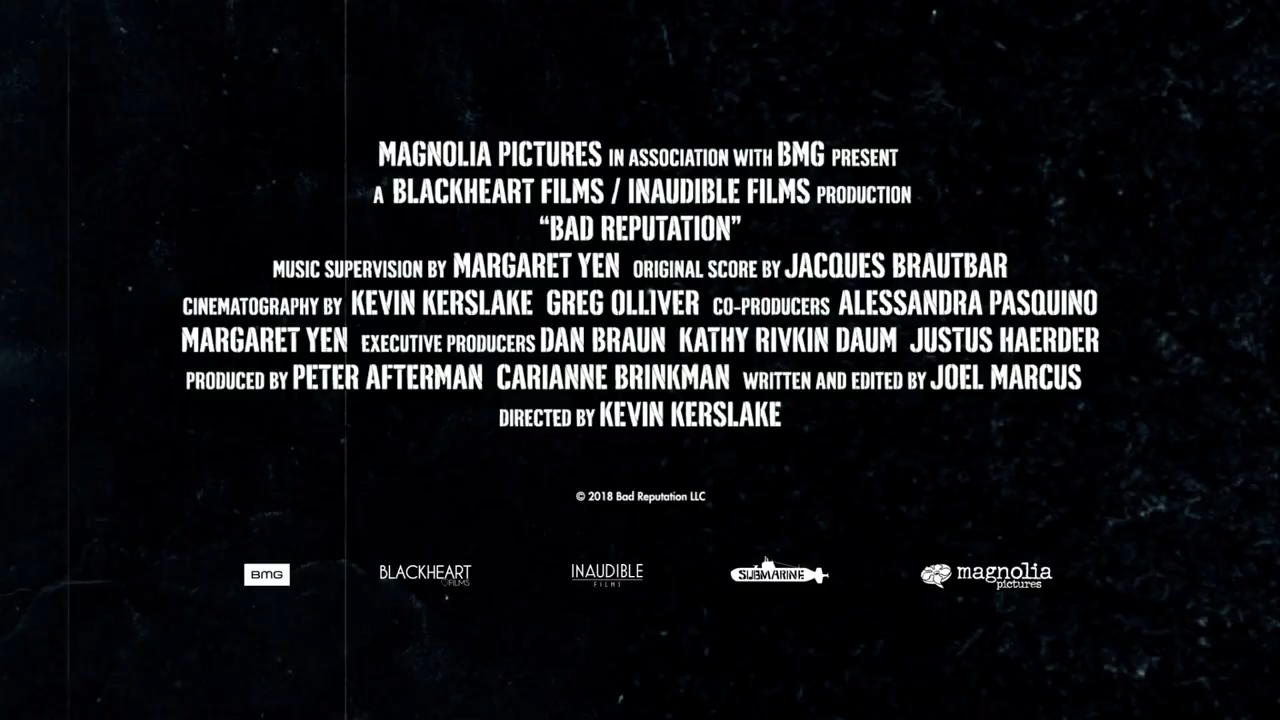 MAGNOLIA PICTURES IN ASSOCIATION WITH BMG PRESENT
A BLACKHEART FILMS / INAUDIBLE FILMS PRODUCTION
“BAD REPUTATION”
MUSIC SUPERVISION BY MARGARET YEN ORIGINAL SCORE BY JACQUES BRAUTBAR
CINEMATOGRAPHY BY KEVIN KERSLAKE GREG OLLIVER CO-PRODUCERS ALESSANDRA PASQUINO
MARGARET YEN EXECUTIVE PRODUCERS DAN BRAUN KATHY RIVKIN DAUM JUSTUS HAERDER
PRODUCED BY PETER AFTERMAN CARIANNE BRINKMAN WRITTEN AND EDITED BY JOEL MARCUS
DIRECTED BY KEVIN KERSLAKE
© 2018 Bad Reputation LLC
BMG
BLACKHEART
FILMS
INAUDIBLE
FILMS
SUBMARINE
magnolia
pictures